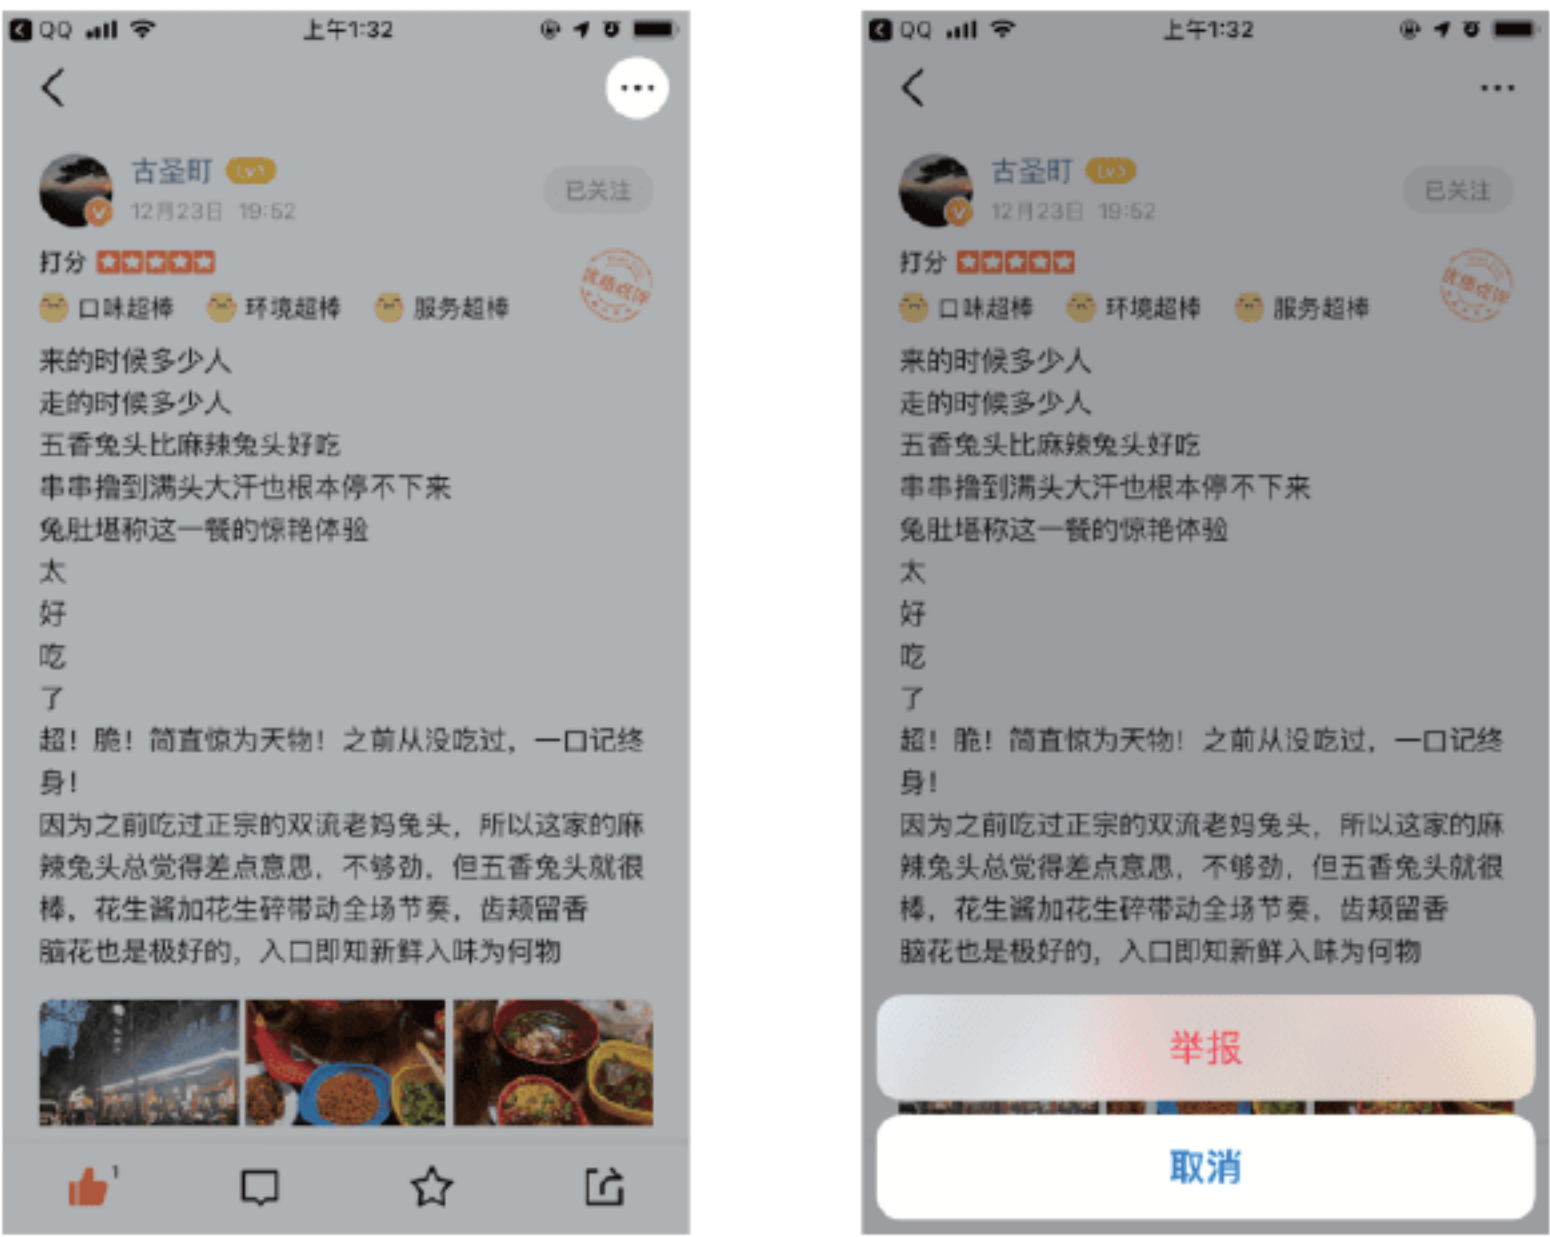 QQ
上午1:32
古圣町
12月23日 19:52
已关注
打分
优质点评
口味超棒
环境超棒
服务超棒
来的时候多少人
走的时候多少人
五香兔头比麻辣兔头好吃
串串撸到满头大汗也根本停不下来
兔肚堪称这一餐的惊艳体验
太
好
吃
了
超！脆！简直惊为天物！之前从没吃过，一口记终
身！
因为之前吃过正宗的双流老妈兔头，所以这家的麻
辣兔头总觉得差点意思，不够劲，但五香兔头就很
棒，花生酱加花生碎带动全场节奏，齿颊留香
脑花也是极好的，入口即知新鲜入味为何物
1
QQ
上午1:32
古圣町
12月23日 19:52
已关注
打分
优质点评
口味超棒
环境超棒
服务超棒
来的时候多少人
走的时候多少人
五香兔头比麻辣兔头好吃
串串撸到满头大汗也根本停不下来
兔肚堪称这一餐的惊艳体验
太
好
吃
了
超！脆！简直惊为天物！之前从没吃过，一口记终
身！
因为之前吃过正宗的双流老妈兔头，所以这家的麻
辣兔头总觉得差点意思，不够劲，但五香兔头就很
棒，花生酱加花生碎带动全场节奏，齿颊留香
脑花也是极好的，入口即知新鲜入味为何物
举报
取消